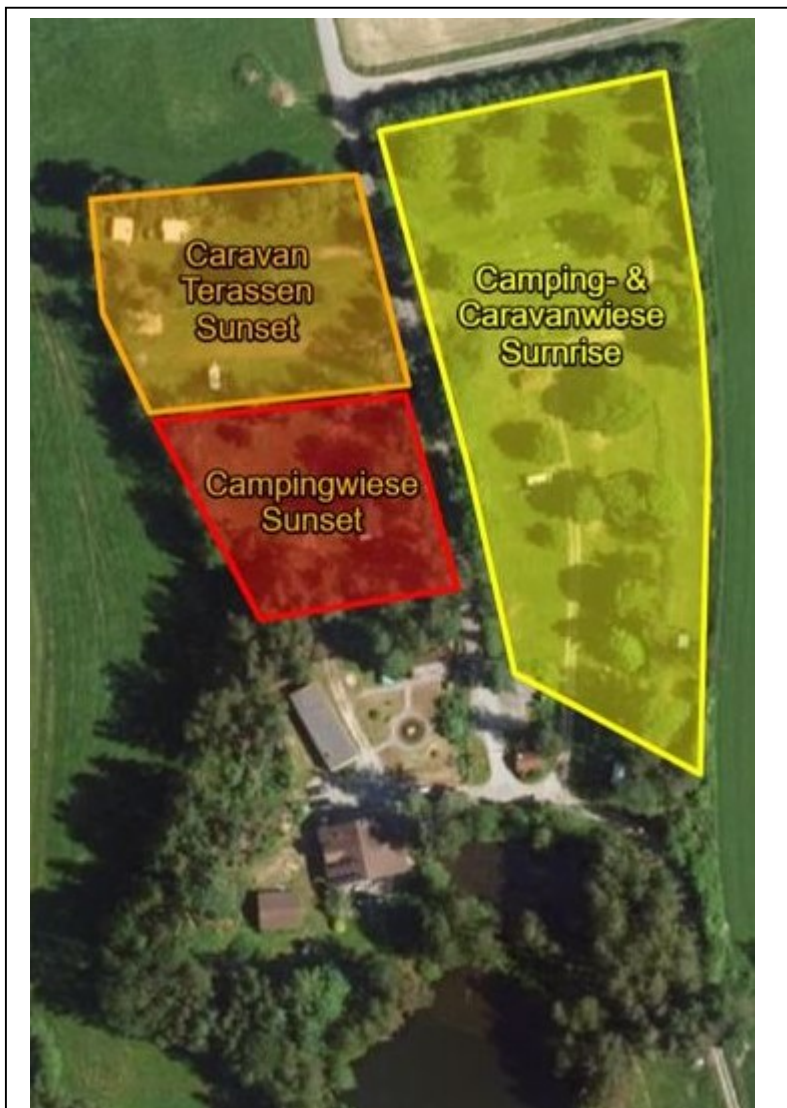 Caravan
Terassen
Sunset
Camping- &
Caravanwiese
Surnrise
Campingwiese
Sunset